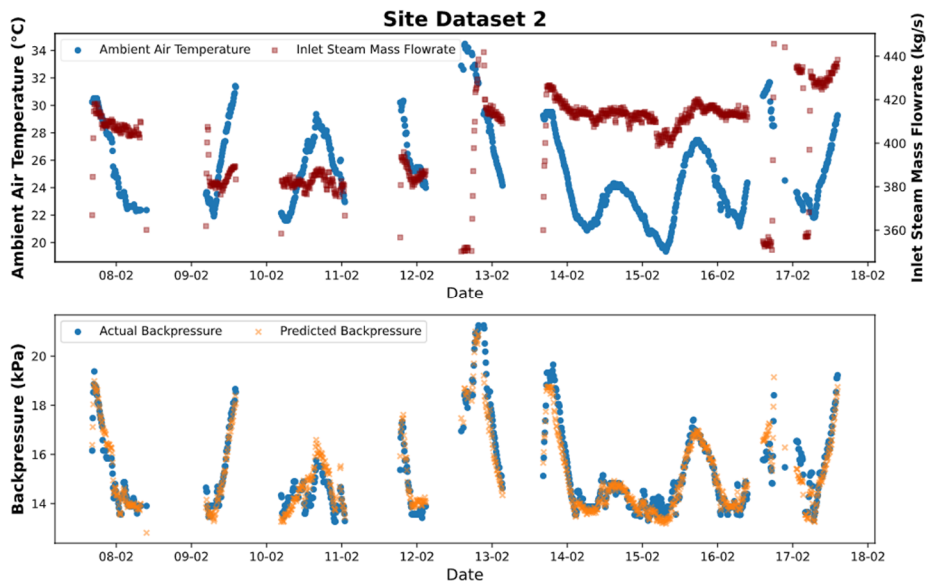 Site Dataset 2
Ambient Air Temperature (°C)
Inlet Steam Mass Flowrate (kg/s)
Ambient Air Temperature Inlet Steam Mass Flowrate
34
32
30
28
26
24
22
20
440
420
400
380
360
08-02 09-02 10-02 11-02 12-02 13-02 14-02 15-02 16-02 17-02 18-02
Date
Backpressure (kPa)
Actual Backpressure Predicted Backpressure
20
18
16
14
08-02 09-02 10-02 11-02 12-02 13-02 14-02 15-02 16-02 17-02 18-02
Date